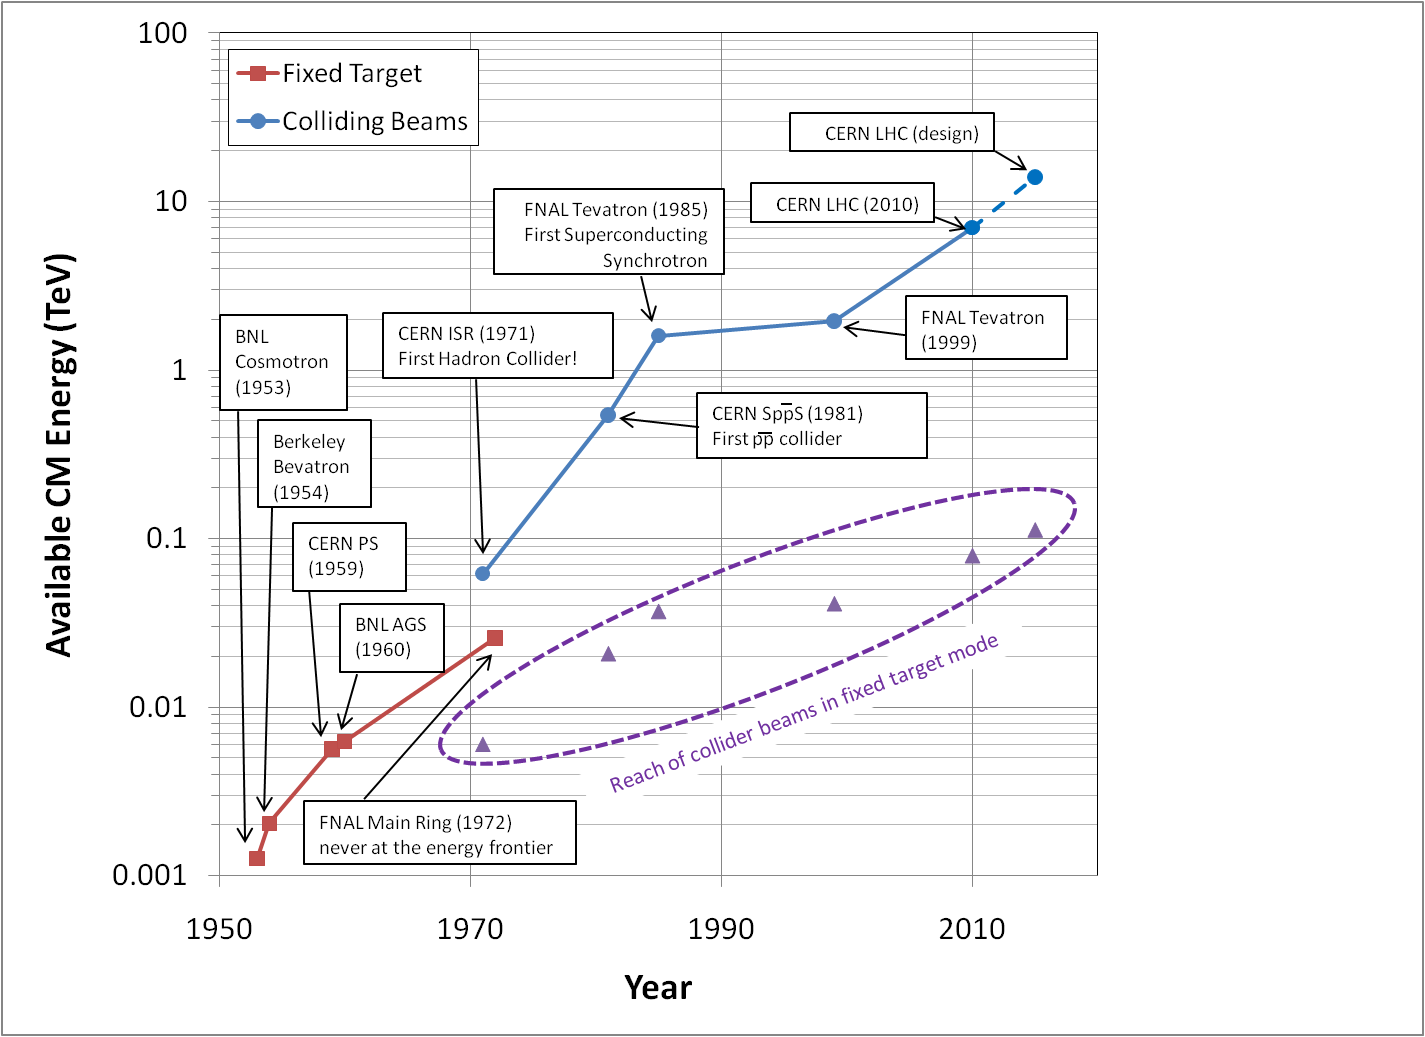 100
10
1
0.1
0.01
0.001
Available CM Energy (TeV)
Fixed Target
Colliding Beams
CERN LHC (design)
CERN LHC (2010)
FNAL Tevatron (1985)
First Superconducting
Synchrotron
FNAL Tevatron
(1999)
CERN ISR (1971)
First Hadron Collider!
BNL
Cosmotron
(1953)
CERN Spp̅S (1981)
First pp̅ collider
Berkeley
Bevatron
(1954)
CERN PS
(1959)
BNL AGS
(1960)
Reach of collider beams in fixed target mode
FNAL Main Ring (1972)
never at the energy frontier
1950
1970
1990
2010
Year